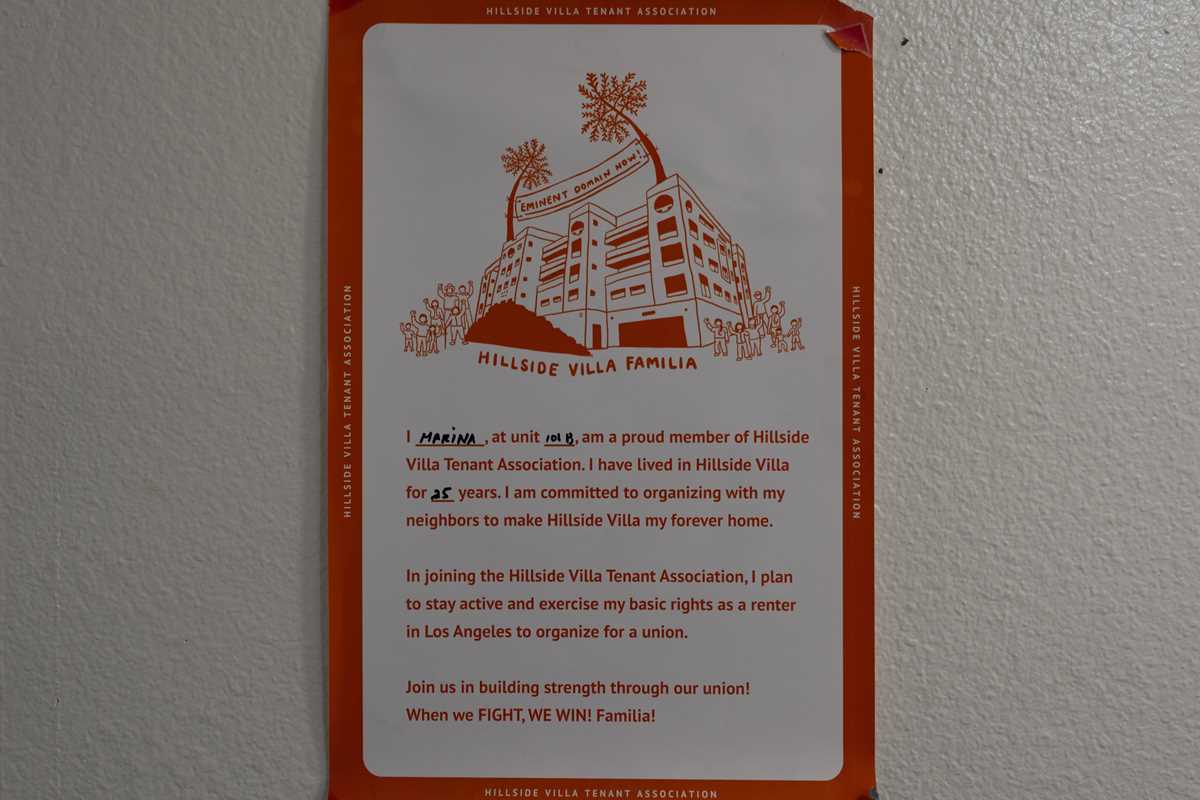 HILLSIDE VILLA TENANT ASSOCIATION
EMINENT DOMAIN NOW!
HILLSIDE VILLA FAMILIA
HILLSIDE VILLA TENANT ASSOCIATION
HILLSIDE VILLA TENANT ASSOCIATION
I MARINA, at unit 101 B, am a proud member of Hillside
Villa Tenant Association. I have lived in Hillside Villa
for 25 years. I am committed to organizing with my
neighbors to make Hillside Villa my forever home.
In joining the Hillside Villa Tenant Association, I plan
to stay active and exercise my basic rights as a renter
in Los Angeles to organize for a union.
Join us in building strength through our union!
When we FIGHT, WE WIN! Familia!
HILLSIDE VILLA TENANT ASSOCIATION